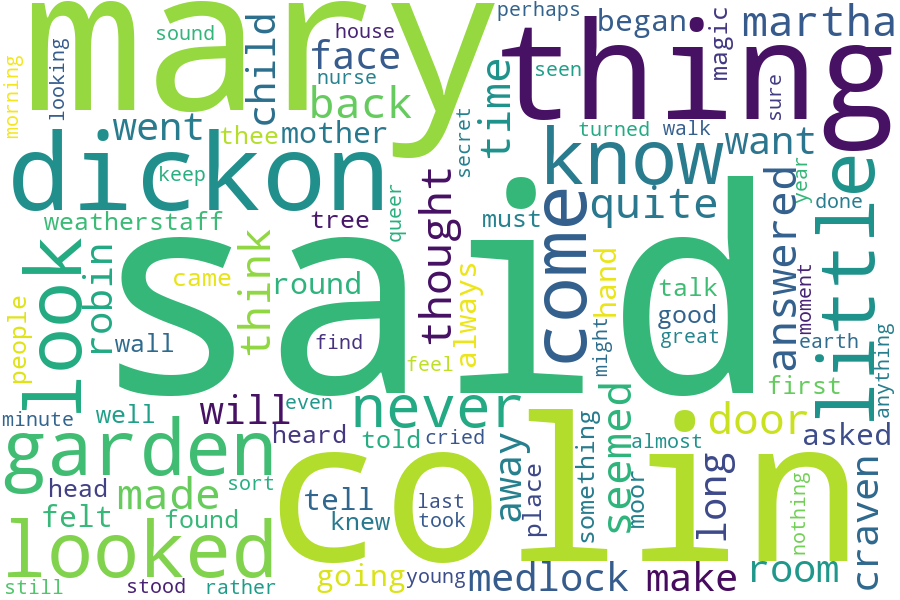 mary
thing
said
colin
dickon
little
know
come
look
looked
garden
never
perhaps
began
martha
sound
house
face
child
nurse
back
morning
looking
magic
seen
sure
time
secret
went
thee
mother
turned
walk
want
keep
queer
quite
year
done
weatherstaff
tree
must
answered
robin
think
came
round
thought
always
hand
talk
good
great
moment
earth
anything
people
wall
find
feel
might
first
minute
well
will
even
door
asked
heard
told
cried
seemed
almost
something
away
place
moor
long
craven
nothing
head
made
sort
felt
found
tell
knew
last
took
still
stood
rather
going
young
medlock
make
room